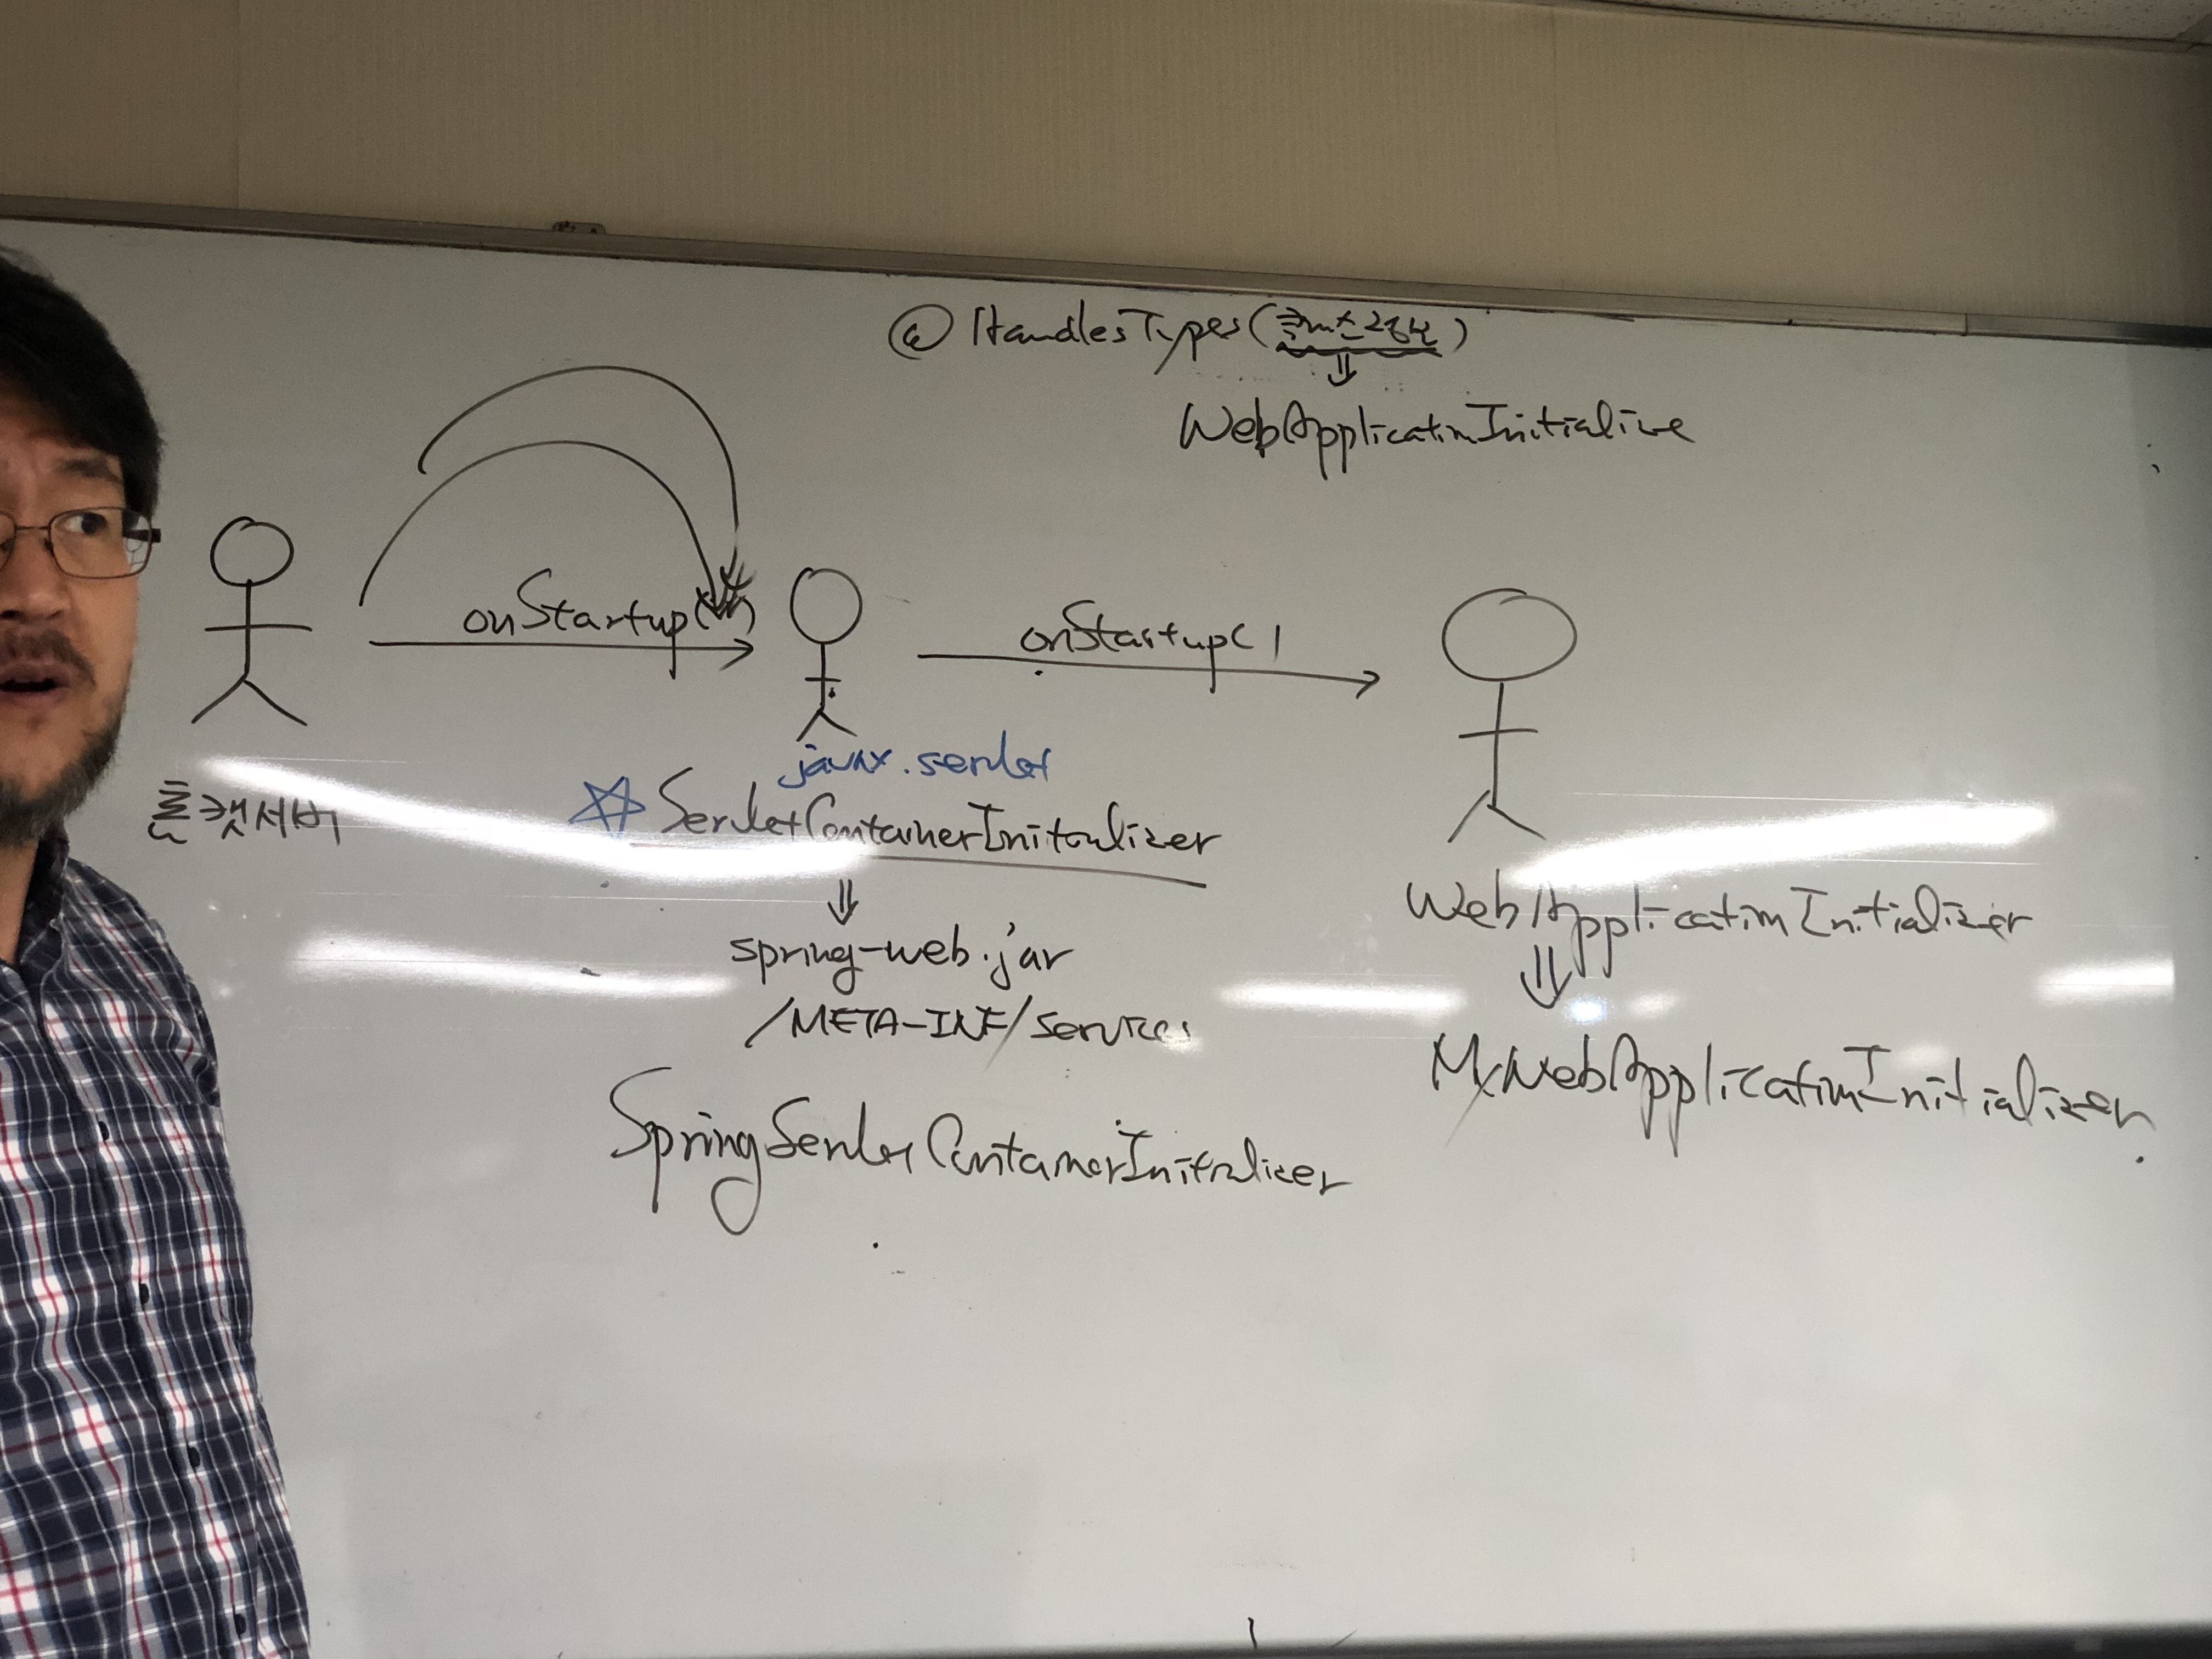 @HandlesTypes(클래스정보)
⇓
WebApplicationInitialize
onStartup( )
onStartup( )
톰캣서버
javax.servlet
☆ ServletContainerInitializer
⇓
spring-web.jar
/META-INF/services
SpringServletContainerInitializer
WebApplicationInitializer
⇓
MyWebApplicationInitializer